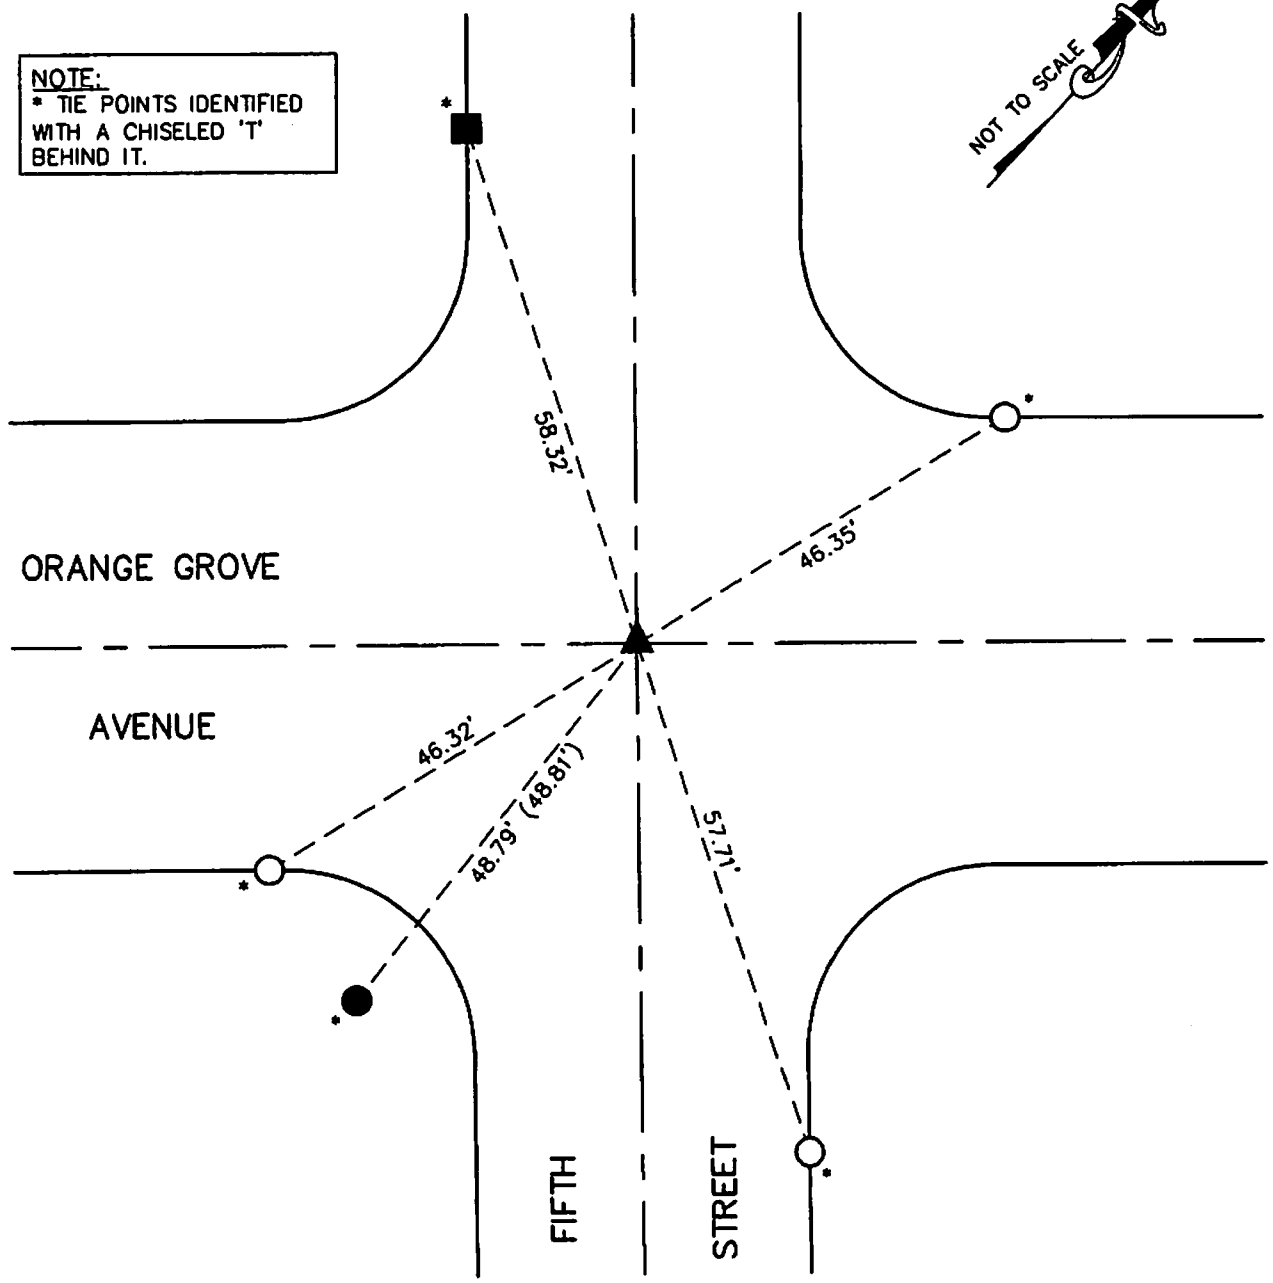 NOTE:
* TIE POINTS IDENTIFIED
WITH A CHISELED 'T'
BEHIND IT.
*
NOT TO SCALE
*
58.32'
46.35'
ORANGE GROVE
AVENUE
46.32'
48.79' (48.81')
57.71'
*
*
FIFTH
STREET
*